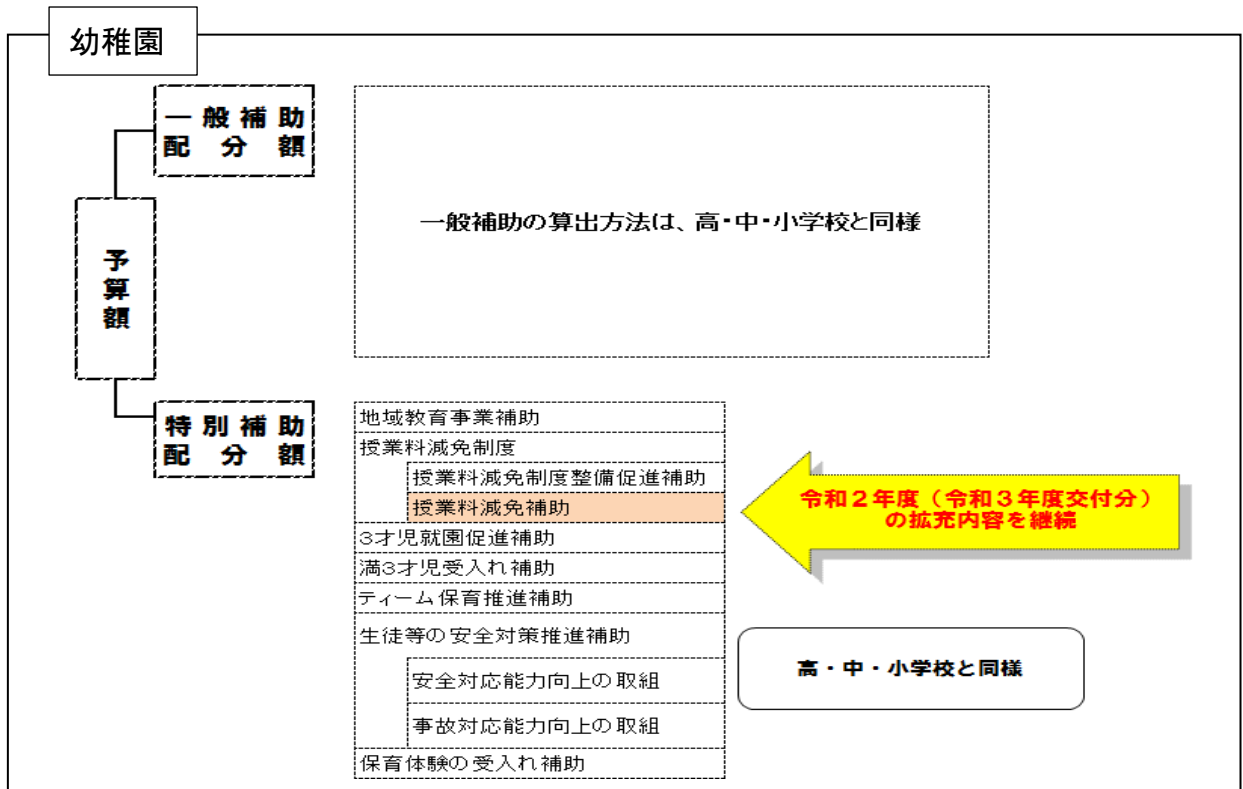 幼稚園
一般補助
配分額
一般補助の算出方法は、高・中・小学校と同様
予算額
特別補助
配分額
地域教育事業補助
授業料減免制度
授業料減免制度整備促進補助
授業料減免補助
令和２年度（令和３年度交付分）
の拡充内容を継続
3才児就園促進補助
満3才児受入れ補助
ティーム保育推進補助
生徒等の安全対策推進補助
安全対応能力向上の取組
高・中・小学校と同様
事故対応能力向上の取組
保育体験の受入れ補助